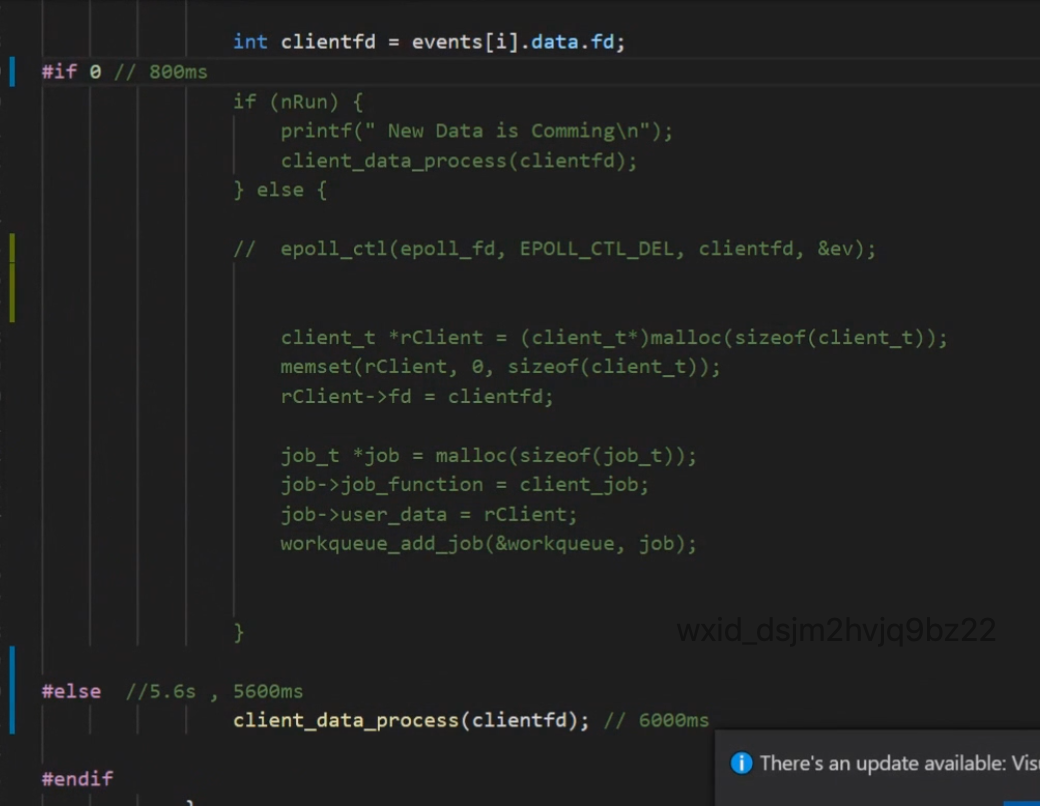 int clientfd = events[i].data.fd;
#if 0 // 800ms
if (nRun) {
printf(" New Data is Comming\n");
client_data_process(clientfd);
} else {
// epoll_ctl(epoll_fd, EPOLL_CTL_DEL, clientfd, &ev);
client_t *rClient = (client_t*)malloc(sizeof(client_t));
memset(rClient, 0, sizeof(client_t));
rClient->fd = clientfd;
job_t *job = malloc(sizeof(job_t));
job->job_function = client_job;
job->user_data = rClient;
workqueue_add_job(&workqueue, job);
}
wxid_dsjm2hvjq9bz22
#else //5.6s , 5600ms
client_data_process(clientfd); // 6000ms
There's an update available: Visu
#endif